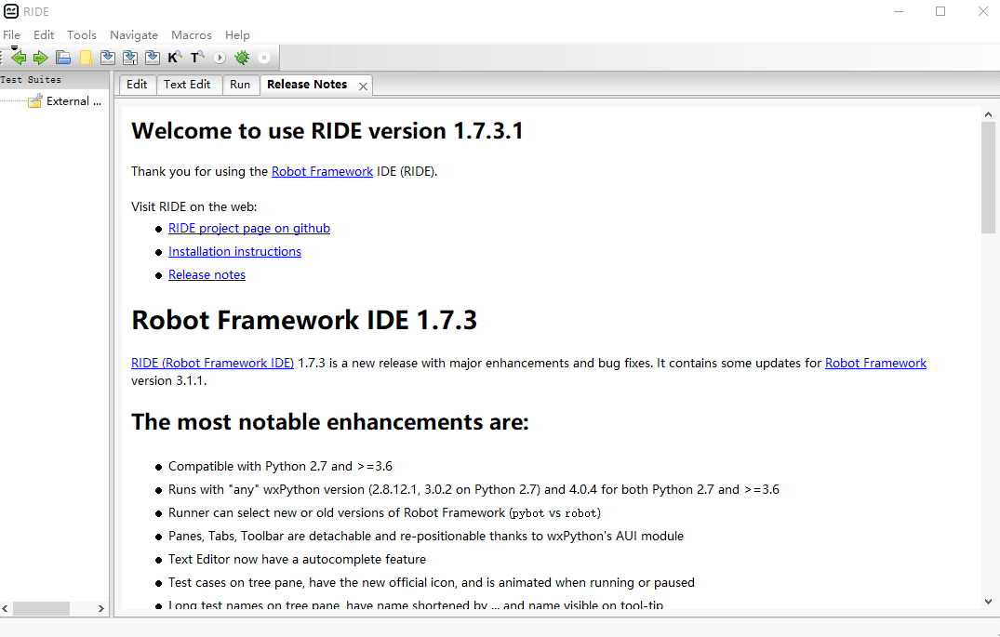 RIDE
File Edit Tools Navigate Macros Help
K T
Test Suites
External ...
Edit Text Edit Run Release Notes
Welcome to use RIDE version 1.7.3.1
Thank you for using the Robot Framework IDE (RIDE).
Visit RIDE on the web:
RIDE project page on github
Installation instructions
Release notes
Robot Framework IDE 1.7.3
RIDE (Robot Framework IDE) 1.7.3 is a new release with major enhancements and bug fixes. It contains some updates for Robot Framework
version 3.1.1.
The most notable enhancements are:
Compatible with Python 2.7 and >=3.6
Runs with "any" wxPython version (2.8.12.1, 3.0.2 on Python 2.7) and 4.0.4 for both Python 2.7 and >=3.6
Runner can select new or old versions of Robot Framework (pybot vs robot)
Panes, Tabs, Toolbar are detachable and re-positionable thanks to wxPython's AUI module
Text Editor now have a autocomplete feature
Test cases on tree pane, have the new official icon, and is animated when running or paused
Long test names on tree pane, have name shortened by ... and name visible on tool-tip